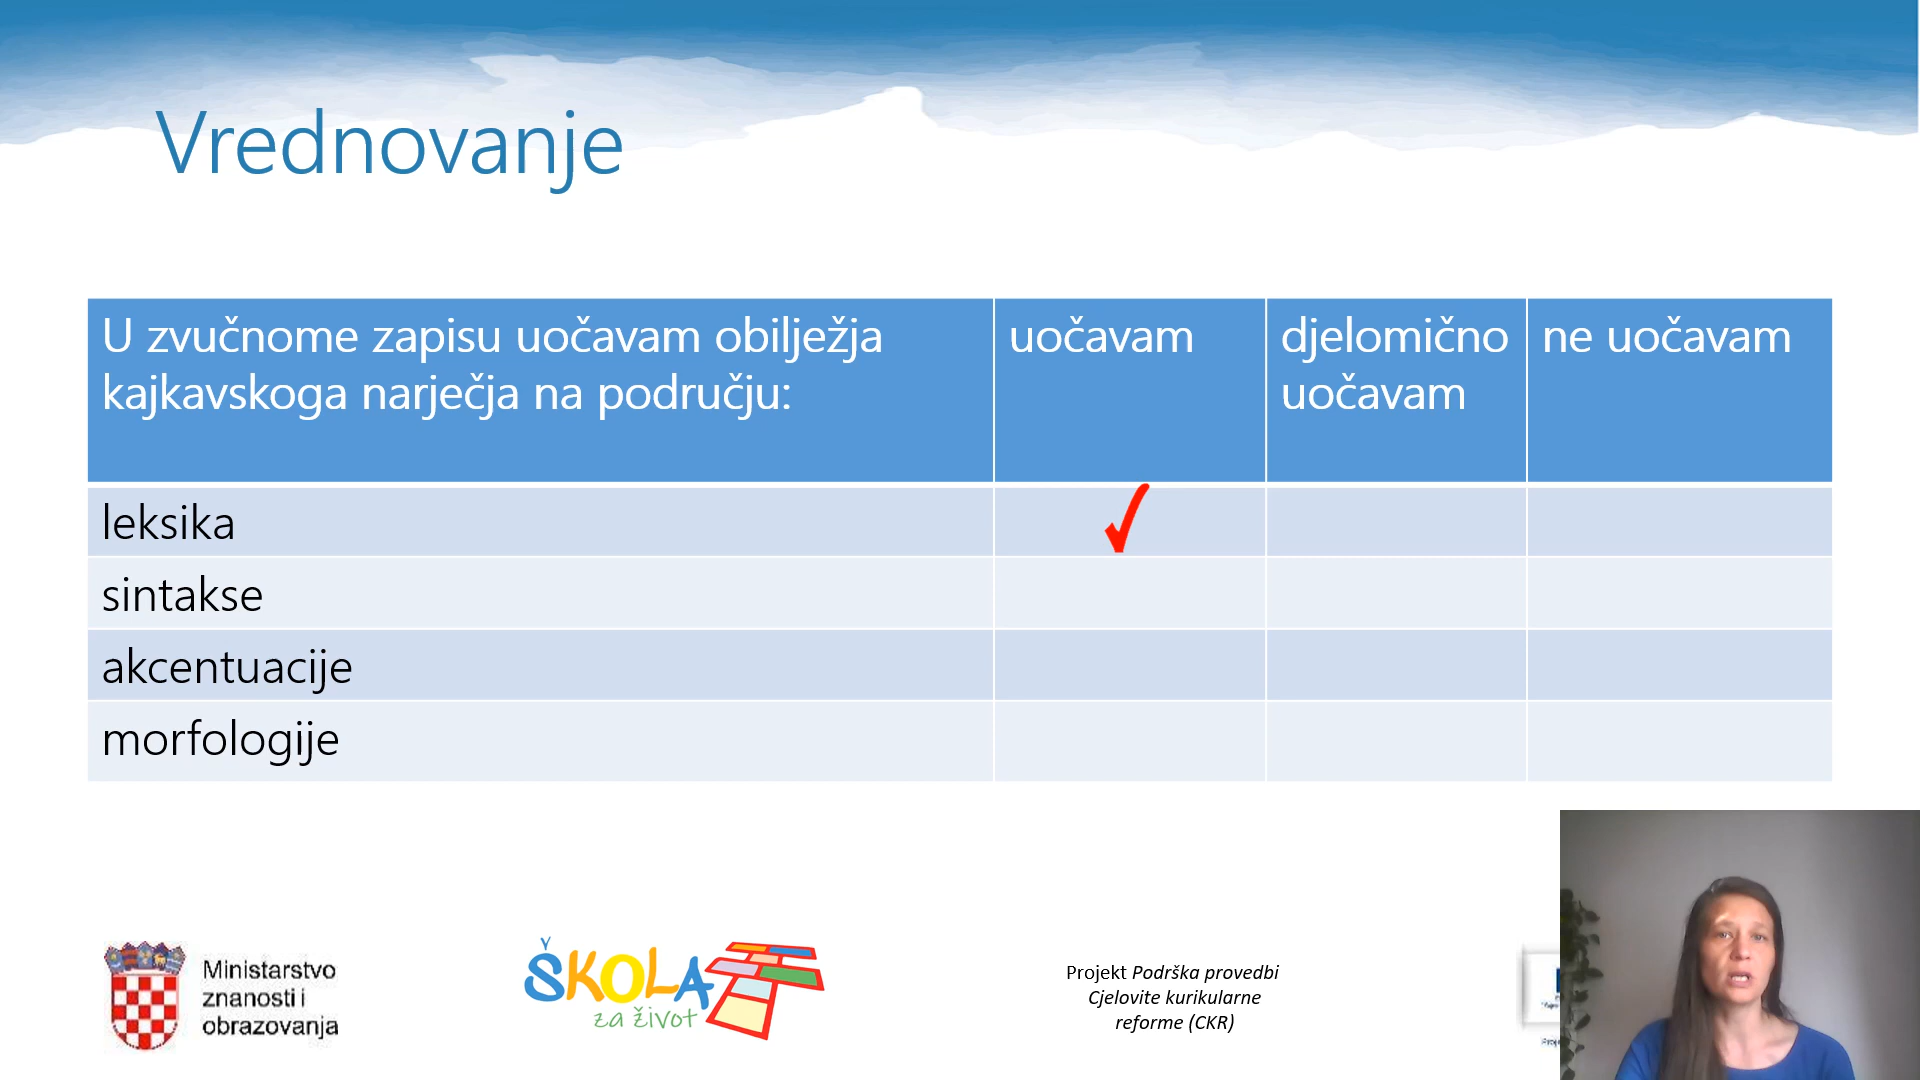 Vrednovanje
U zvučnome zapisu uočavam obilježja
kajkavskoga narječja na području:
uočavam
djelomično
uočavam
ne uočavam
leksika
sintakse
akcentuacije
morfologije
Ministarstvo
znanosti i
obrazovanja
ŠKOLA
za život
Projekt Podrška provedbi
Cjelovite kurikularne
reforme (CKR)